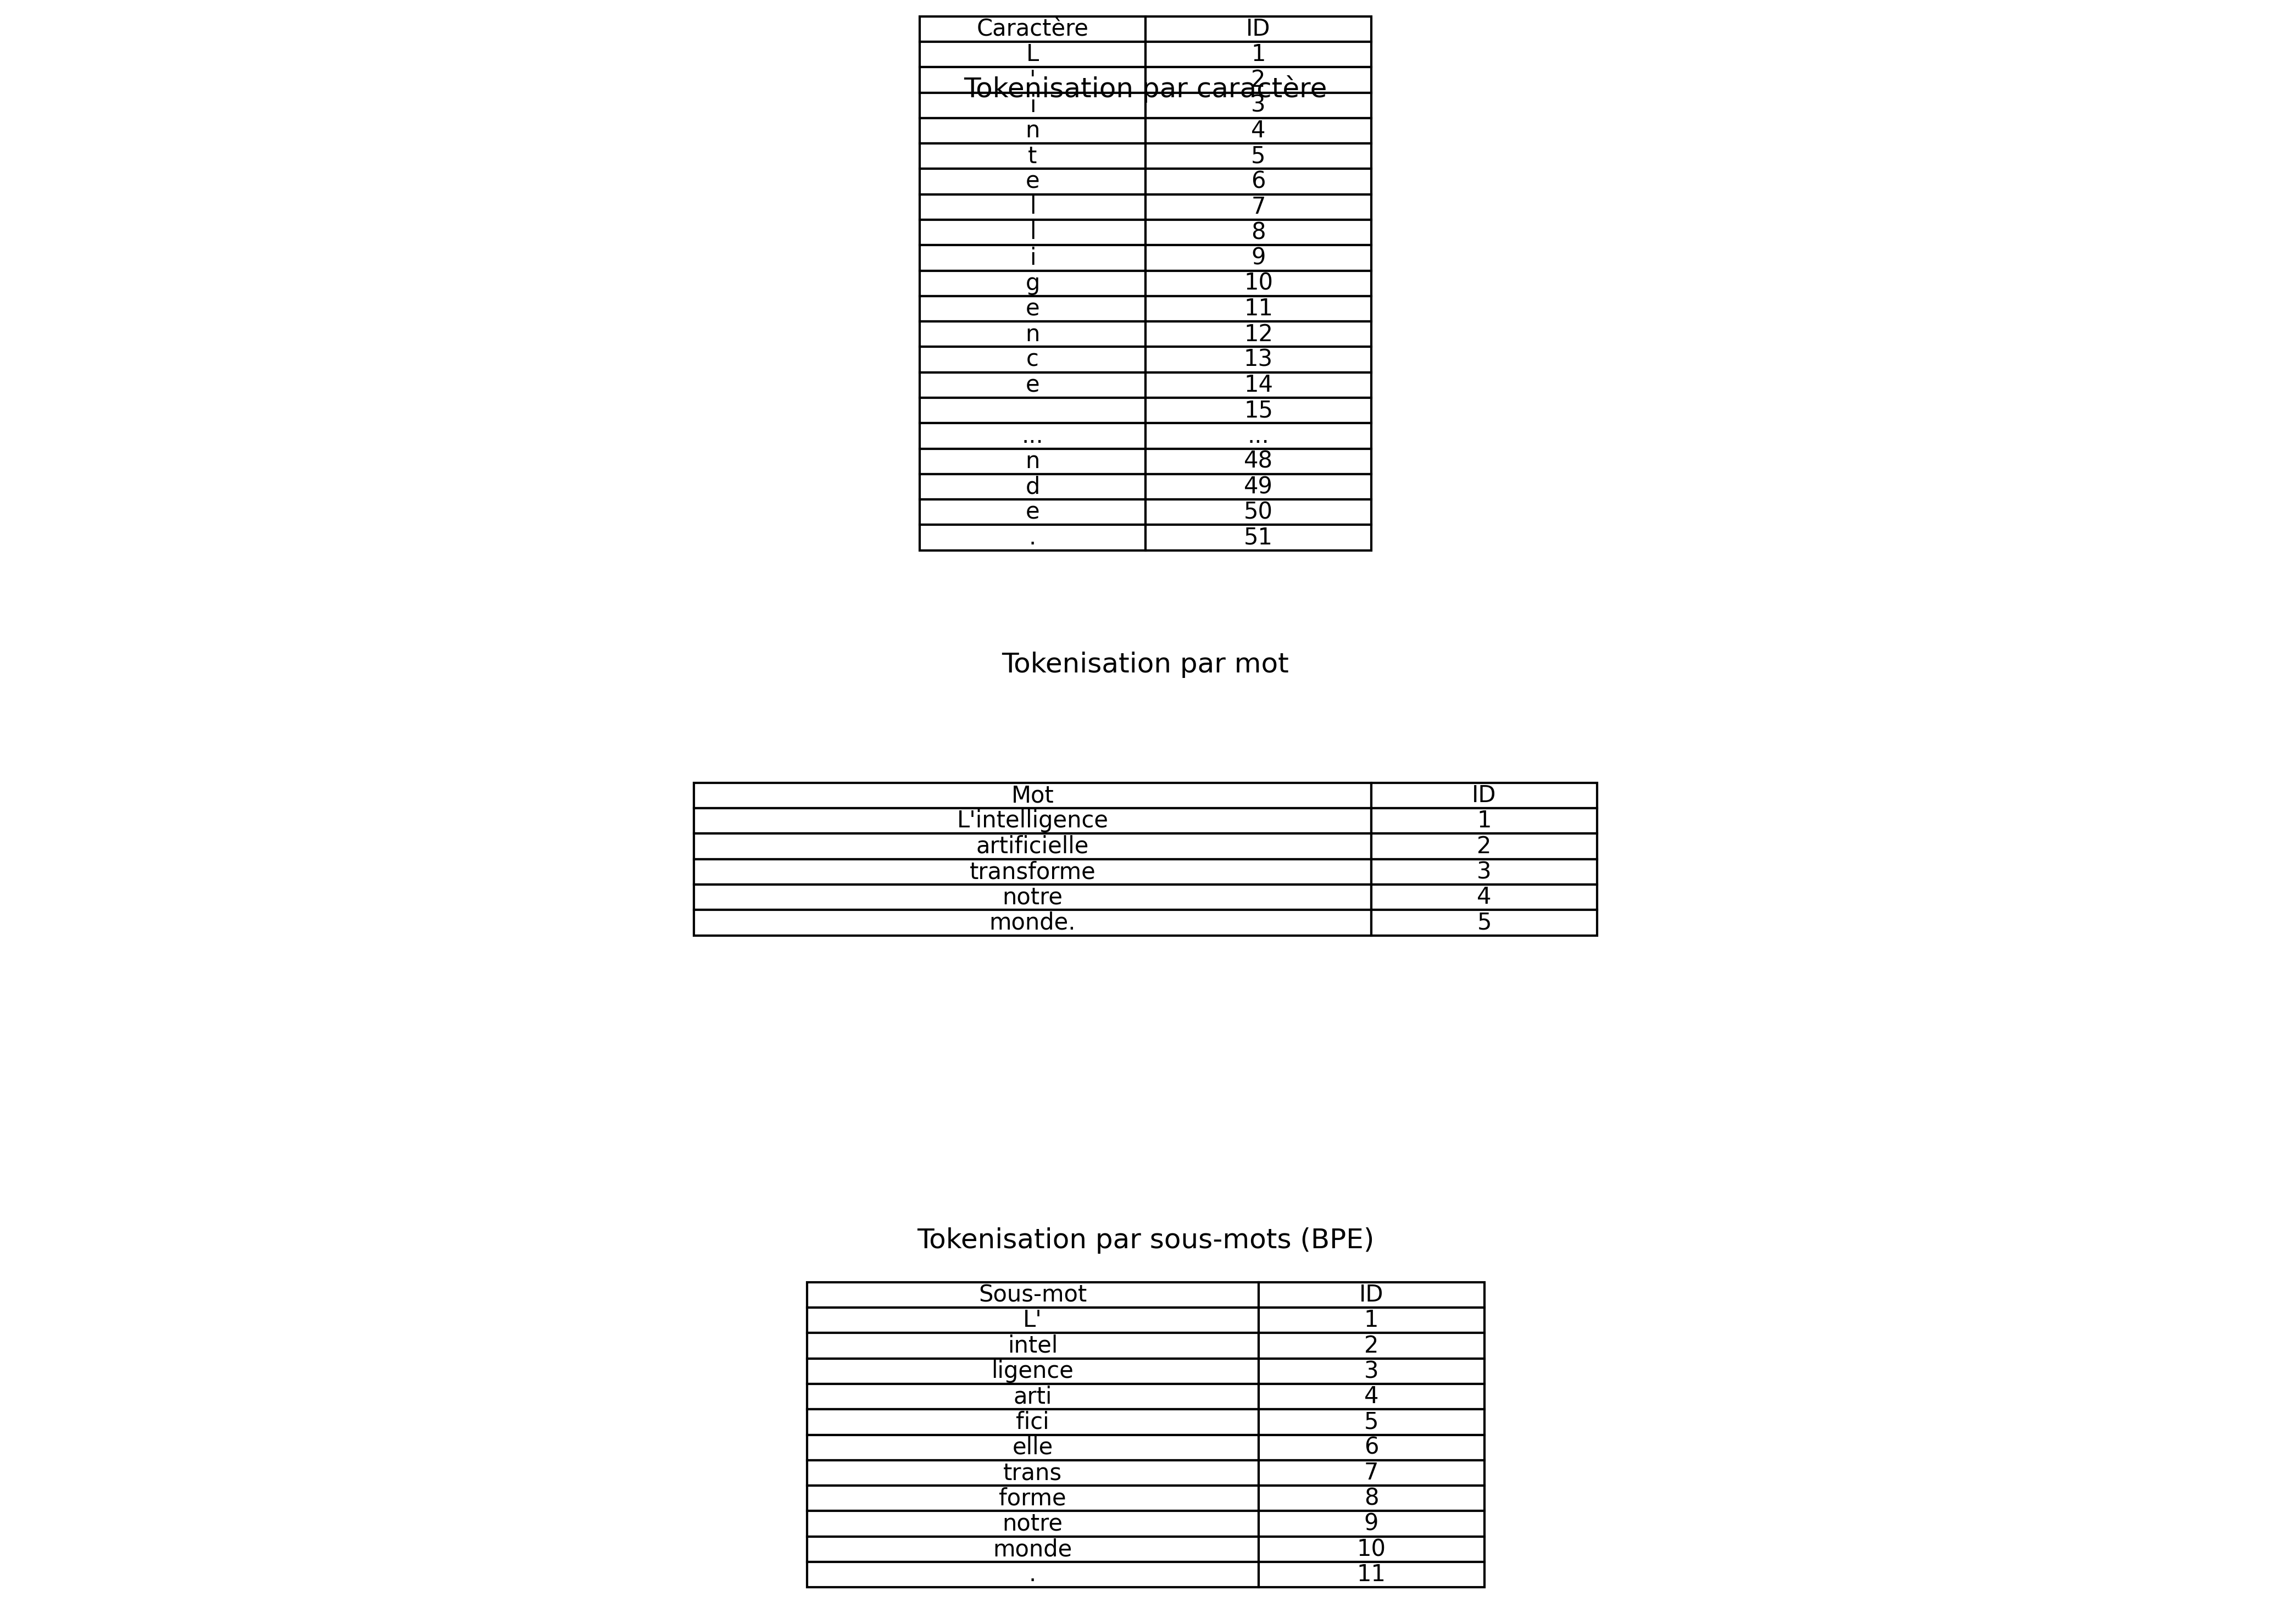 Caractère ID
L 1
' 2
Tokenisation par caractère
i 3
n 4
t 5
e 6
l 7
l 8
i 9
g 10
e 11
n 12
c 13
e 14
15
... ...
n 48
d 49
e 50
. 51
Tokenisation par mot
Mot ID
L'intelligence 1
artificielle 2
transforme 3
notre 4
monde. 5
Tokenisation par sous-mots (BPE)
Sous-mot ID
L' 1
intel 2
ligence 3
arti 4
fici 5
elle 6
trans 7
forme 8
notre 9
monde 10
. 11